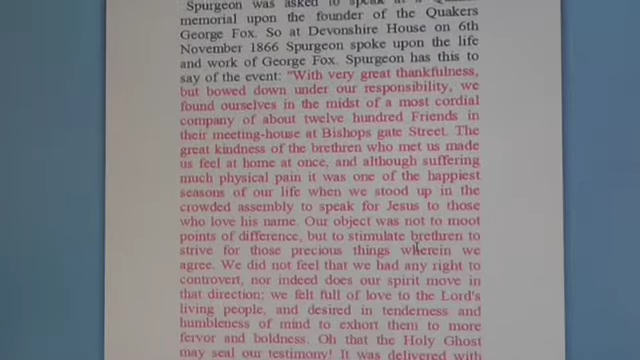 Spurgeon was asked to speak at a Quaker
memorial upon the founder of the Quakers
George Fox. So at Devonshire House on 6th
November 1866 Spurgeon spoke upon the life
and work of George Fox. Spurgeon has this to
say of the event: "With very great thankfulness,
but bowed down under our responsibility, we
found ourselves in the midst of a most cordial
company of about twelve hundred Friends in
their meeting-house at Bishops gate Street. The
great kindness of the brethren who met us made
us feel at home at once, and although suffering
much physical pain it was one of the happiest
seasons of our life when we stood up in the
crowded assembly to speak for Jesus to those
who love his name. Our object was not to moot
points of difference, but to stimulate brethren to
strive for those precious things wherein we
agree. We did not feel that we had any right to
controvert, nor indeed does our spirit move in
that direction; we felt full of love to the Lord's
living people, and desired in tenderness and
humbleness of mind to exhort them to more
fervor and boldness. Oh that the Holy Ghost
may seal our testimony! It was delivered with